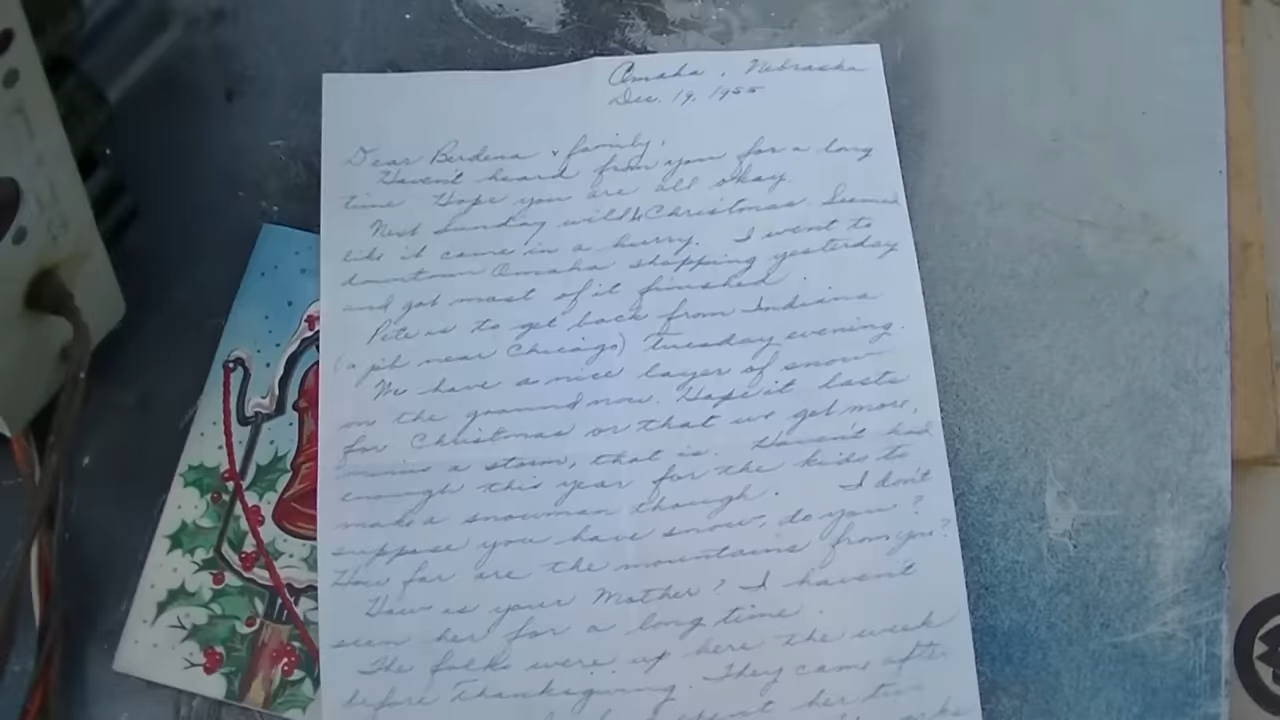 Omaha, Nebraska
Dec. 19, 1955
Dear Berdena & family,
Haven't heard from you for a long
time. Hope you are all okay.
Next Sunday will be Christmas. Seemed
like it came in a hurry. I went to
downtown Omaha shopping yesterday
and got most of it finished.
Pete is to get back from Indiana
(a job near Chicago) Tuesday evening.
We have a nice layer of snow
on the ground now. Hope it lasts
for Christmas or that we get more,
minus a storm, that is. Haven't had
enough this year for the kids to
make a snowman though. I don't
suppose you have snow, do you?
How far are the mountains from you?
How is your Mother? I haven't
seen her for a long time.
The folks were up here the week
before Thanksgiving. They came after
spent her two